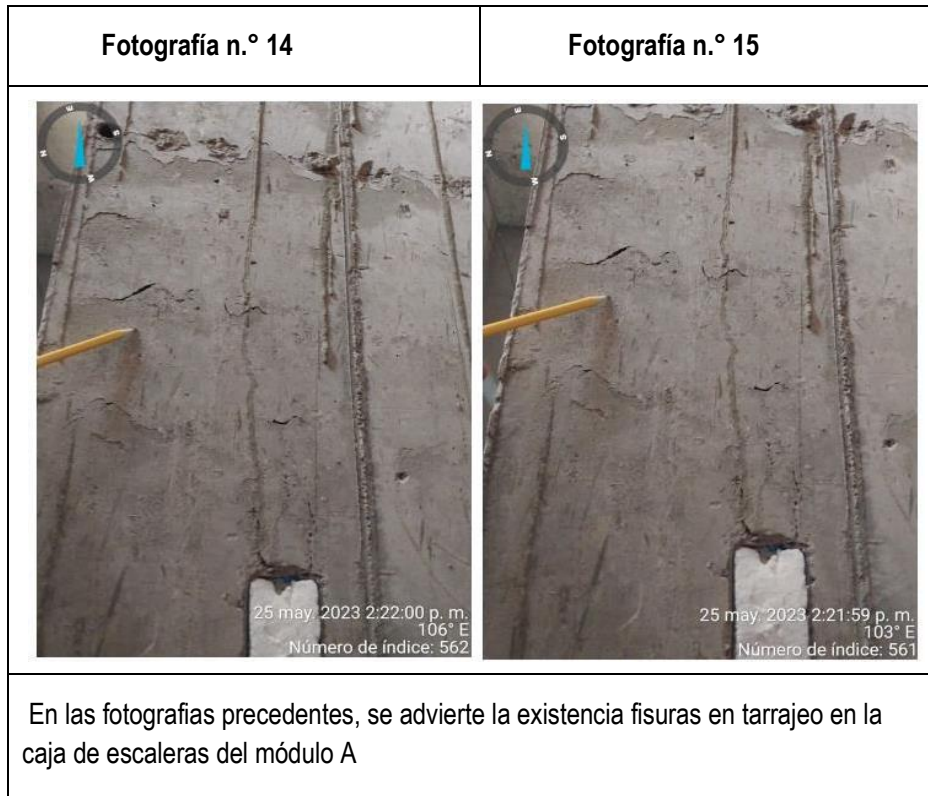 Fotografía n.° 14
Fotografía n.° 15
E
S
N
W
25 may. 2023 2:22:00 p. m.
106° E
Número de índice: 562
E
S
N
W
25 may. 2023 2:21:59 p. m.
103° E
Número de índice: 561
En las fotografias precedentes, se advierte la existencia fisuras en tarrajeo en la
caja de escaleras del módulo A